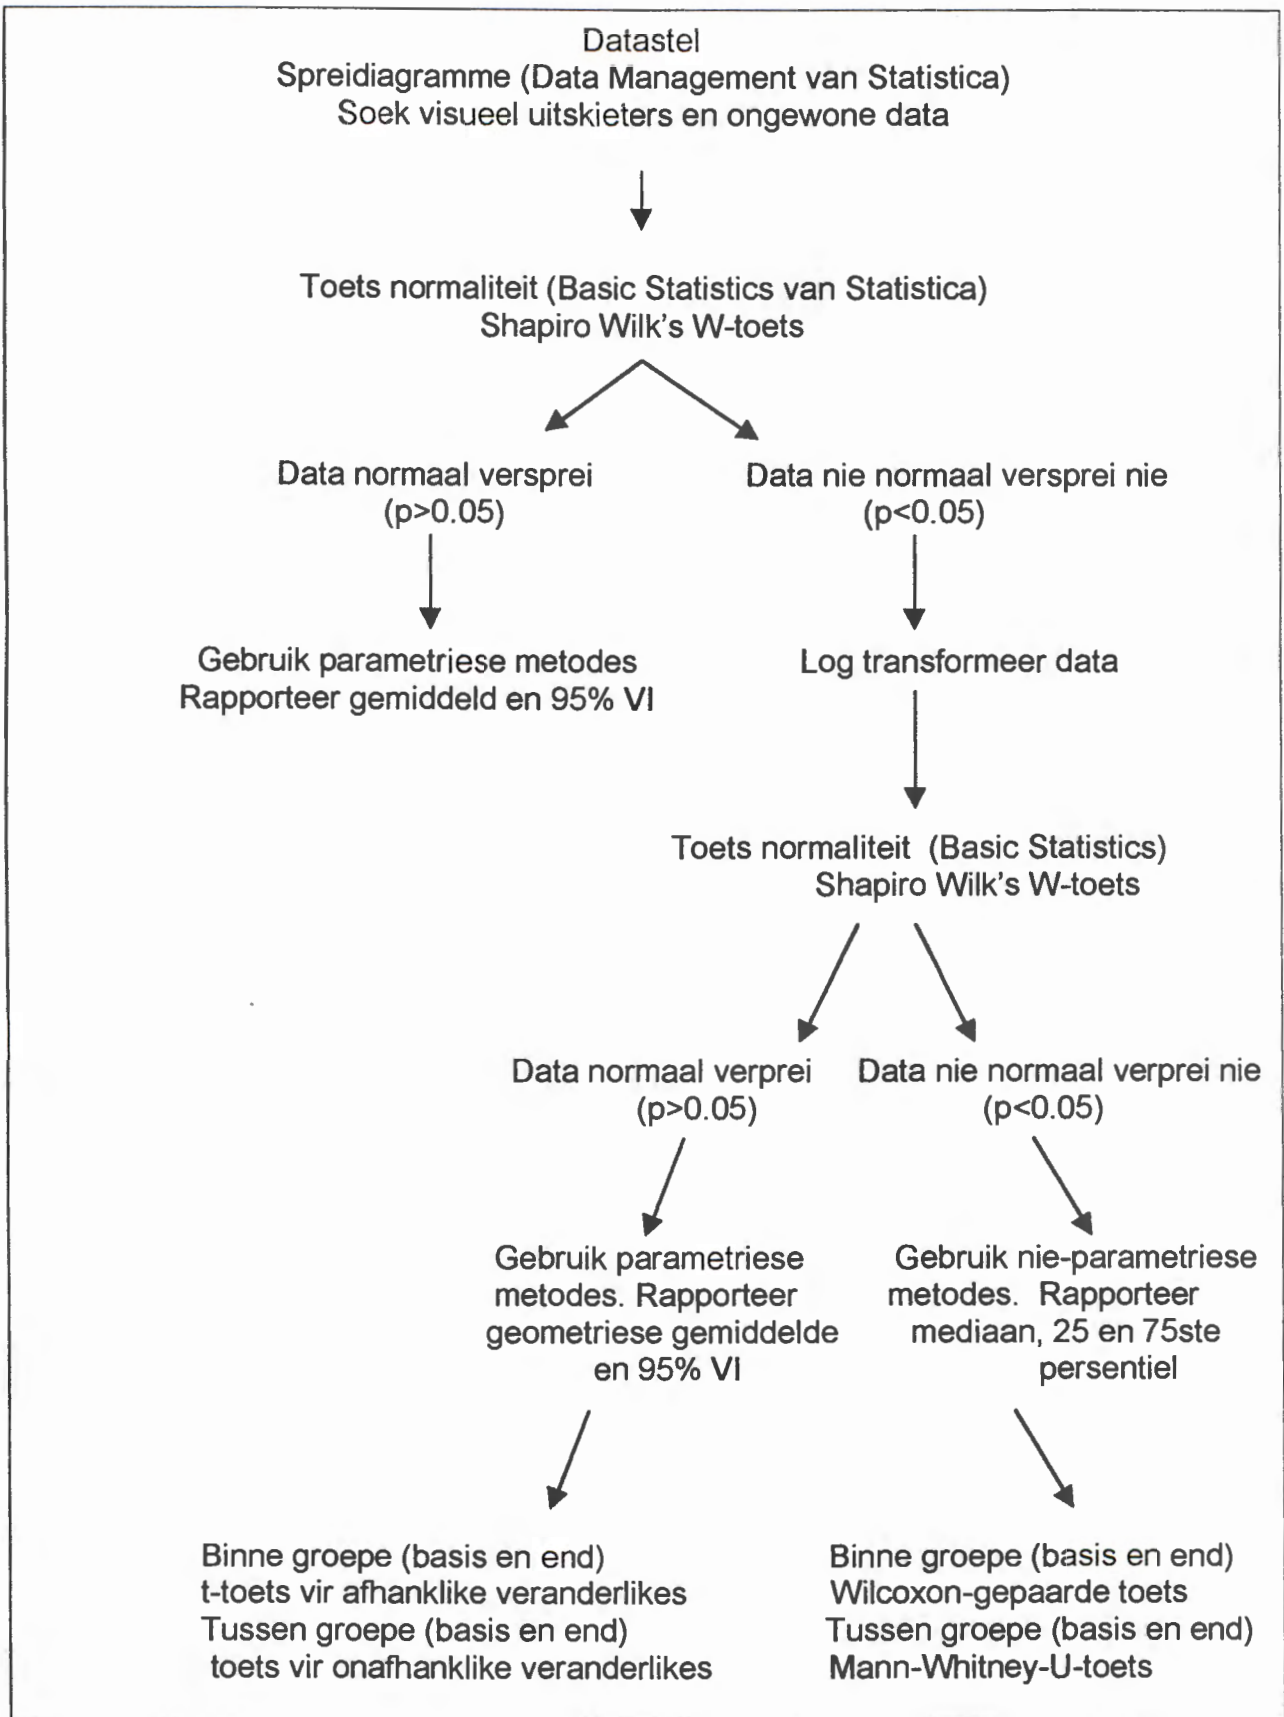 Datastel
Spreidiagramme (Data Management van Statistica)
Soek visueel uitskieters en ongewone data
Toets normaliteit (Basic Statistics van Statistica)
Shapiro Wilk's W-toets
Data normaal versprei
(p>0.05)
Data nie normaal versprei nie
(p<0.05)
Gebruik parametriese metodes
Rapporteer gemiddeld en 95% VI
Log transformeer data
Toets normaliteit (Basic Statistics)
Shapiro Wilk's W-toets
Data normaal verprei
(p>0.05)
Data nie normaal verprei nie
(p<0.05)
Gebruik parametriese
metodes. Rapporteer
geometriese gemiddelde
en 95% VI
Gebruik nie-parametriese
metodes. Rapporteer
mediaan, 25 en 75ste
persentiel
Binne groepe (basis en end)
t-toets vir afhanklike veranderlikes
Tussen groepe (basis en end)
toets vir onafhanklike veranderlikes
Binne groepe (basis en end)
Wilcoxon-gepaarde toets
Tussen groepe (basis en end)
Mann-Whitney-U-toets